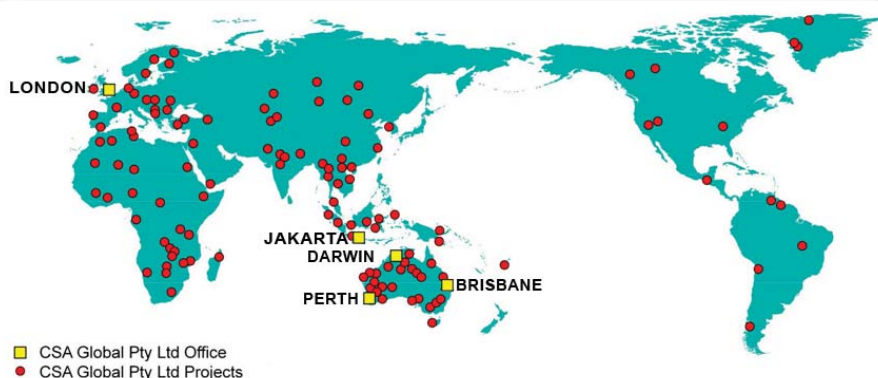 LONDON
JAKARTA
DARWIN
BRISBANE
PERTH
CSA Global Pty Ltd Office
CSA Global Pty Ltd Projects